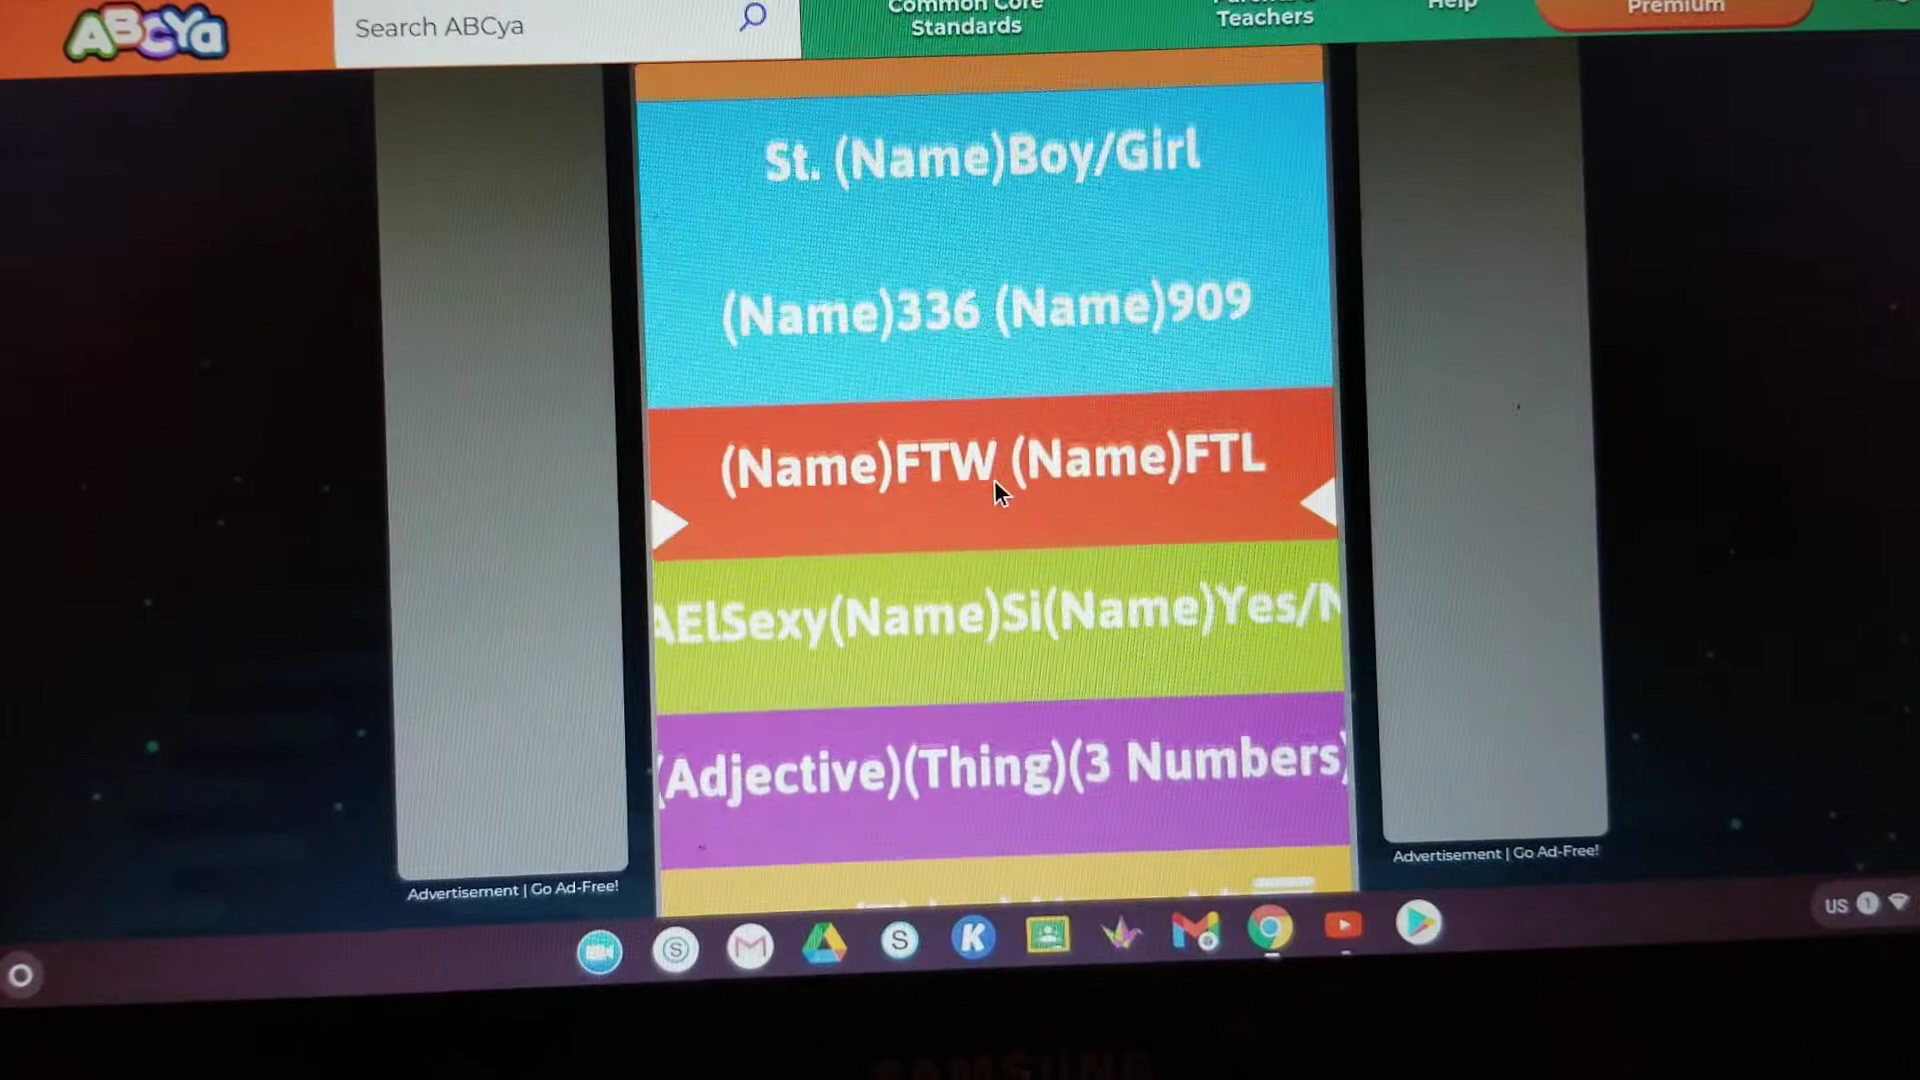 ABCYa
Search ABCya
Common Core
Standards
Teachers
Help
Premium
St. (Name)Boy/Girl
(Name)336 (Name)909
(Name)FTW (Name)FTL
AElSexy(Name)Si(Name)Yes/N
(Adjective)(Thing)(3 Numbers)
Advertisement | Go Ad-Free!
Advertisement | Go Ad-Free!
US 1
SAMSUNG